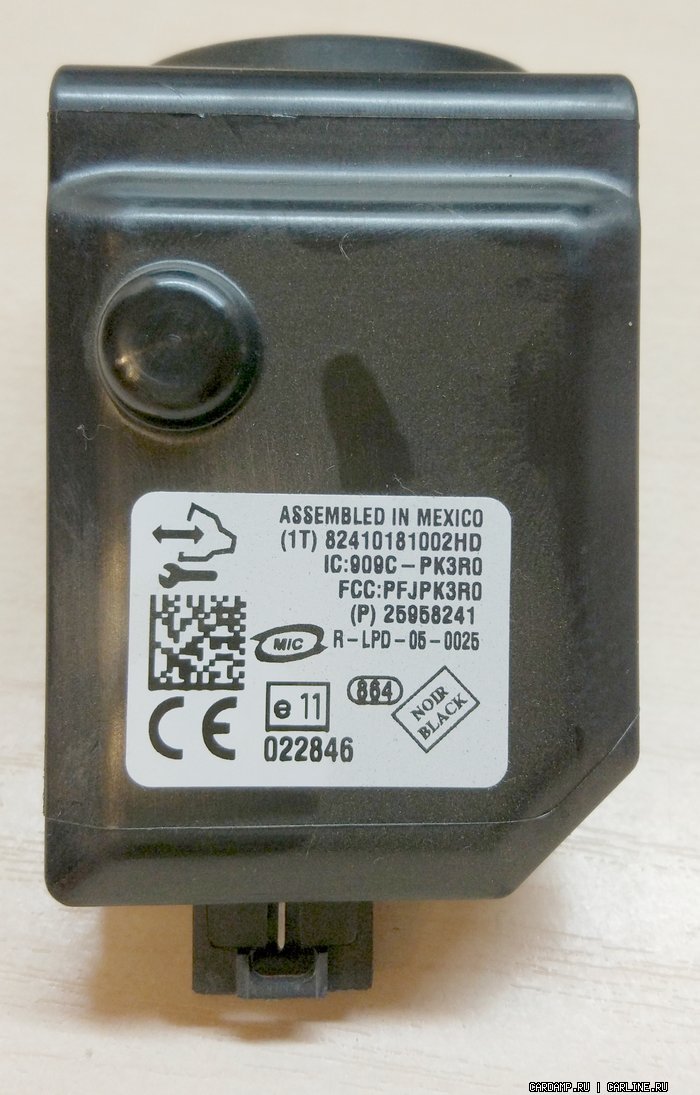 ASSEMBLED IN MEXICO
(1T) 82410181002HD
IC:909C-PK3R0
FCC:PFJPK3R0
(P) 25958241
MIC R-LPD-05-0025
CE
e 11
864
NOIR
BLACK
022846
CARDAMP.RU | CARLINE.RU